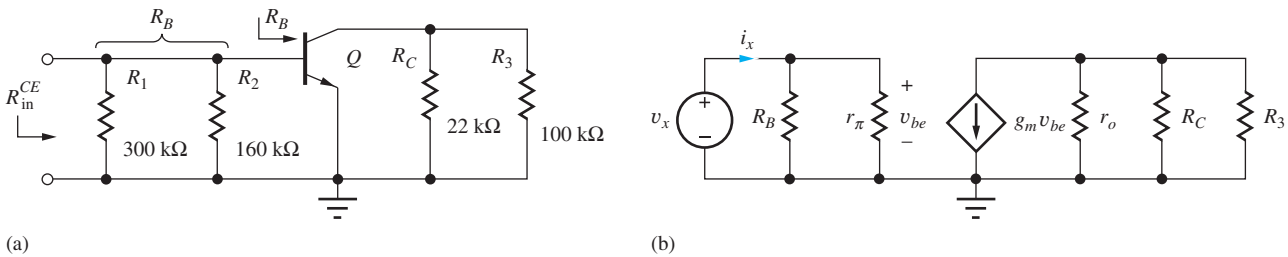 R_B
R_B
R_1
R_2
Q
R_C
R_3
R_in^CE
300 kΩ
160 kΩ
22 kΩ
100 kΩ
(a)
i_x
v_x
+
−
R_B
r_π
+
v_be
−
g_m v_be
r_o
R_C
R_3
(b)